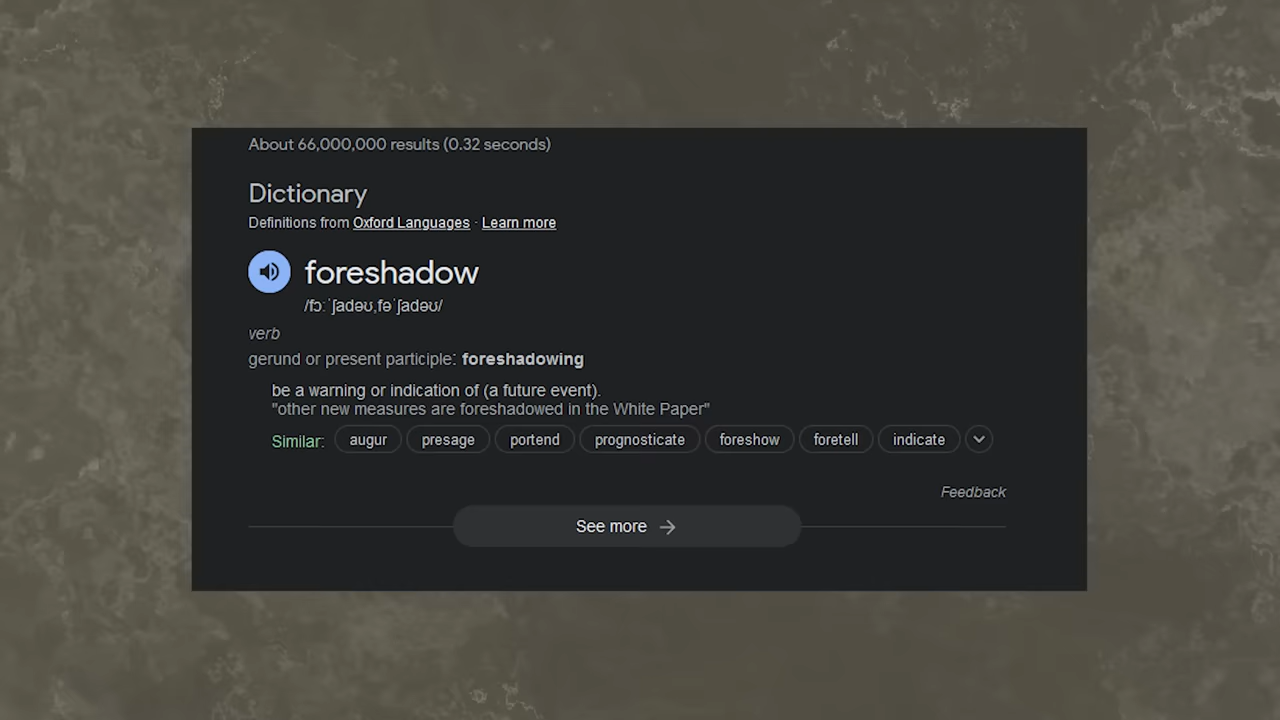 About 66,000,000 results (0.32 seconds)
Dictionary
Definitions from Oxford Languages · Learn more
foreshadow
/fɔːˈʃadəʊ,fəˈʃadəʊ/
verb
gerund or present participle: foreshadowing
be a warning or indication of (a future event).
"other new measures are foreshadowed in the White Paper"
Similar: augur presage portend prognosticate foreshow foretell indicate
Feedback
See more